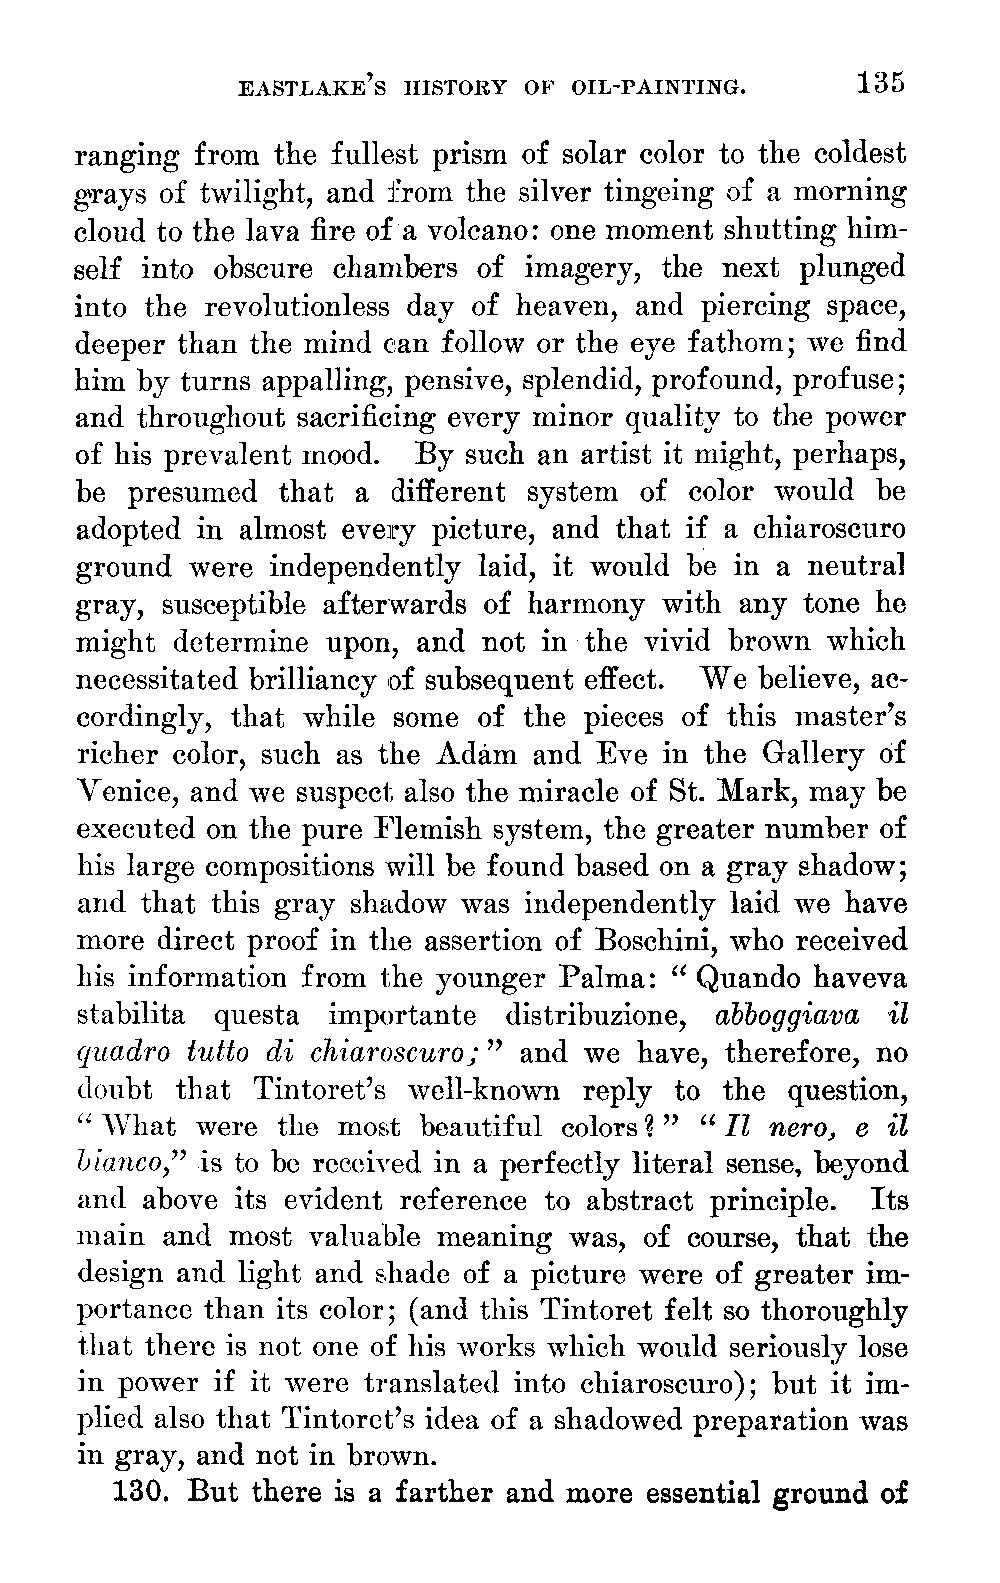 EASTLAKE'S HISTORY OF OIL-PAINTING. 135
ranging from the fullest prism of solar color to the coldest
grays of twilight, and from the silver tingeing of a morning
cloud to the lava fire of a volcano: one moment shutting him-
self into obscure chambers of imagery, the next plunged
into the revolutionless day of heaven, and piercing space,
deeper than the mind can follow or the eye fathom; we find
him by turns appalling, pensive, splendid, profound, profuse;
and throughout sacrificing every minor quality to the power
of his prevalent mood. By such an artist it might, perhaps,
be presumed that a different system of color would be
adopted in almost every picture, and that if a chiaroscuro
ground were independently laid, it would be in a neutral
gray, susceptible afterwards of harmony with any tone he
might determine upon, and not in the vivid brown which
necessitated brilliancy of subsequent effect. We believe, ac-
cordingly, that while some of the pieces of this master's
richer color, such as the Adam and Eve in the Gallery of
Venice, and we suspect also the miracle of St. Mark, may be
executed on the pure Flemish system, the greater number of
his large compositions will be found based on a gray shadow;
and that this gray shadow was independently laid we have
more direct proof in the assertion of Boschini, who received
his information from the younger Palma: " Quando haveva
stabilita questa importante distribuzione, abboggiava il
quadro tutto di chiaroscuro;" and we have, therefore, no
doubt that Tintoret's well-known reply to the question,
" What were the most beautiful colors? " " Il nero, e il
bianco," is to be received in a perfectly literal sense, beyond
and above its evident reference to abstract principle. Its
main and most valuable meaning was, of course, that the
design and light and shade of a picture were of greater im-
portance than its color; (and this Tintoret felt so thoroughly
that there is not one of his works which would seriously lose
in power if it were translated into chiaroscuro); but it im-
plied also that Tintoret's idea of a shadowed preparation was
in gray, and not in brown.
130. But there is a farther and more essential ground of